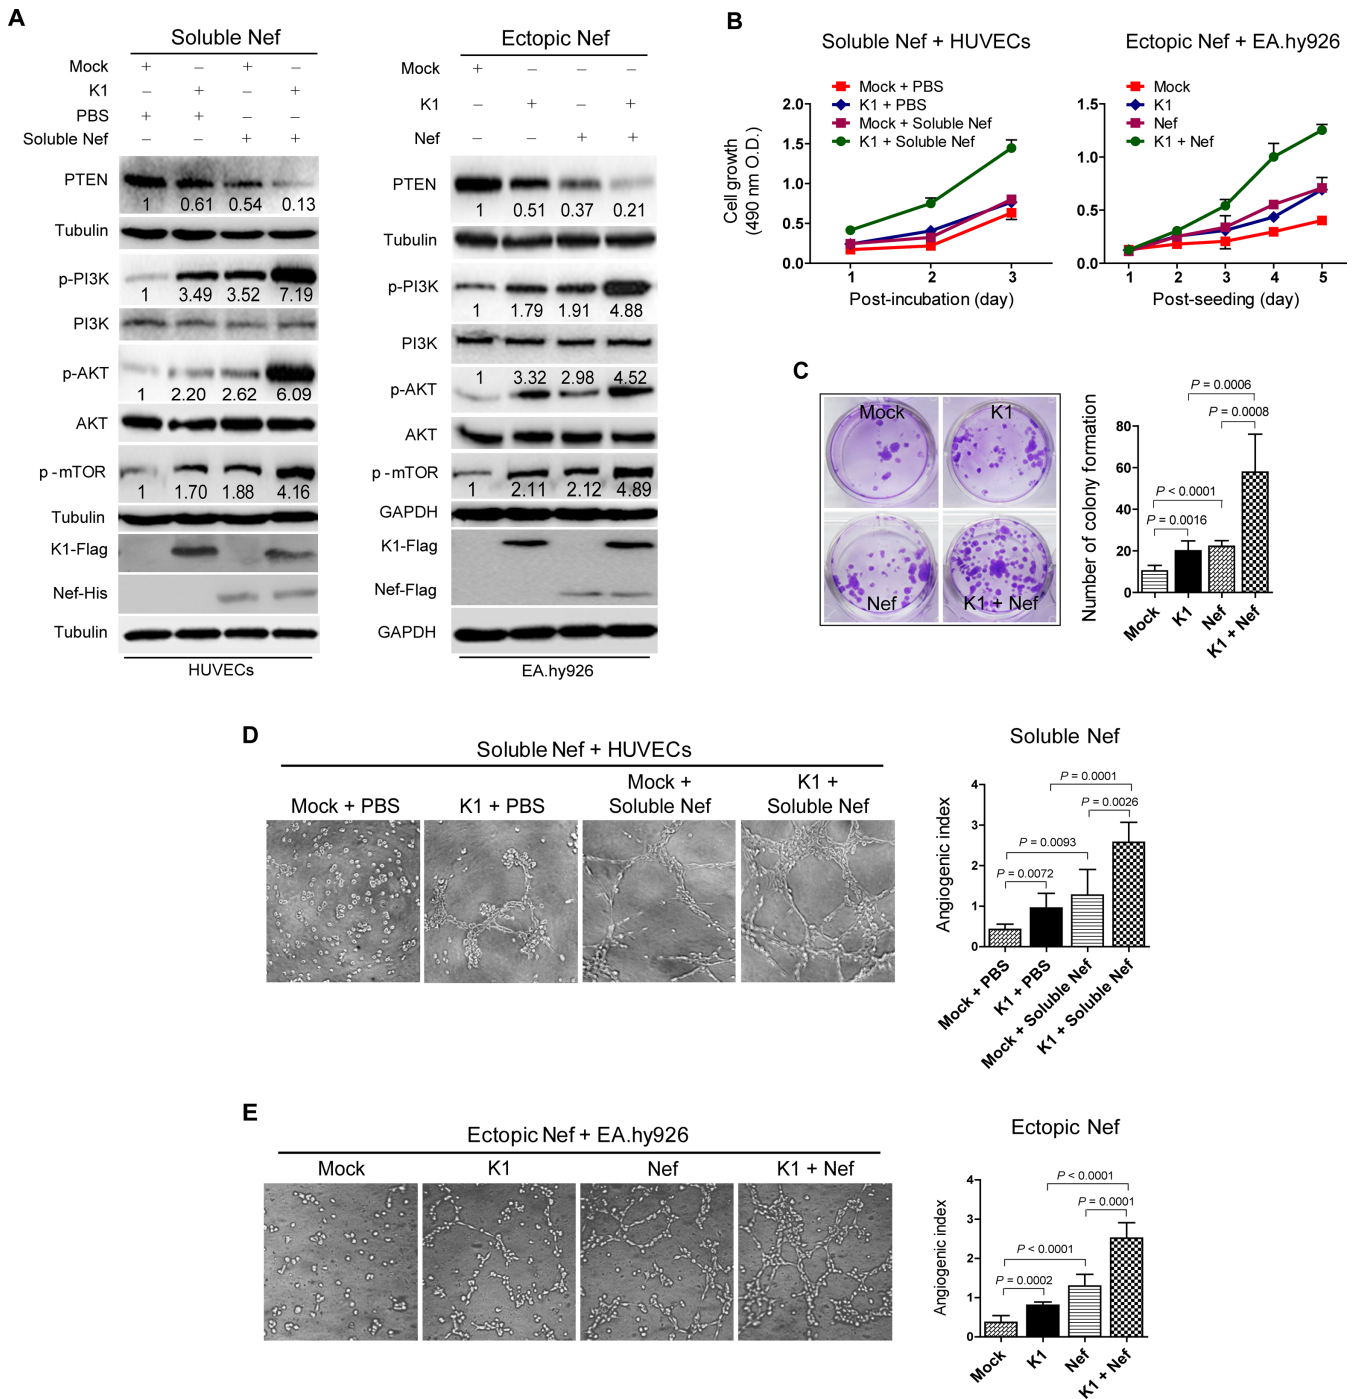 A
Soluble Nef
Mock + – + –
K1 – + – +
PBS + + – –
Soluble Nef – – + +
PTEN
1 0.61 0.54 0.13
Tubulin
p-PI3K
1 3.49 3.52 7.19
PI3K
p-AKT
1 2.20 2.62 6.09
AKT
p-mTOR
1 1.70 1.88 4.16
Tubulin
K1-Flag
Nef-His
Tubulin
HUVECs
Ectopic Nef
Mock + – – –
K1 – + – +
Nef – – + +
PTEN
1 0.51 0.37 0.21
Tubulin
p-PI3K
1 1.79 1.91 4.88
PI3K
1 3.32 2.98 4.52
p-AKT
AKT
p-mTOR
1 2.11 2.12 4.89
GAPDH
K1-Flag
Nef-Flag
GAPDH
EA.hy926
B
Soluble Nef + HUVECs
Mock + PBS
K1 + PBS
Mock + Soluble Nef
K1 + Soluble Nef
Cell growth
(490 nm O.D.)
2.0
1.5
1.0
0.5
0.0
1 2 3
Post-incubation (day)
Ectopic Nef + EA.hy926
Mock
K1
Nef
K1 + Nef
2.0
1.5
1.0
0.5
0.0
1 2 3 4 5
Post-seeding (day)
C
Mock K1
Nef K1 + Nef
Number of colony formation
80
60
40
20
0
P = 0.0006
P = 0.0008
P < 0.0001
P = 0.0016
Mock K1 Nef K1 + Nef
D
Soluble Nef + HUVECs
Mock + PBS
K1 + PBS
Mock +
Soluble Nef
K1 +
Soluble Nef
Soluble Nef
Angiogenic index
4
3
2
1
0
P = 0.0001
P = 0.0026
P = 0.0093
P = 0.0072
Mock + PBS
K1 + PBS
Mock + Soluble Nef
K1 + Soluble Nef
E
Ectopic Nef + EA.hy926
Mock K1 Nef K1 + Nef
Ectopic Nef
Angiogenic index
4
3
2
1
0
P < 0.0001
P = 0.0001
P < 0.0001
P = 0.0002
Mock K1 Nef K1 + Nef